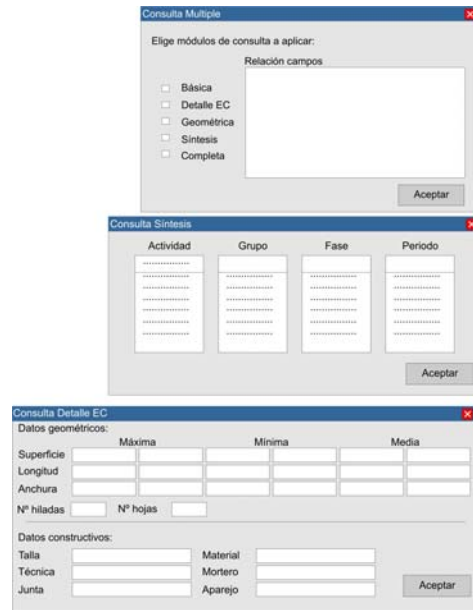 Consulta Multiple
Elige módulos de consulta a aplicar:
Relación campos
Básica
Detalle EC
Geométrica
Síntesis
Completa
Aceptar
Consulta Síntesis
Actividad Grupo Fase Periodo
Aceptar
Consulta Detalle EC
Datos geométricos:
Máxima Mínima Media
Superficie
Longitud
Anchura
Nº hiladas Nº hojas
Datos constructivos:
Talla Material
Técnica Mortero
Junta Aparejo Aceptar